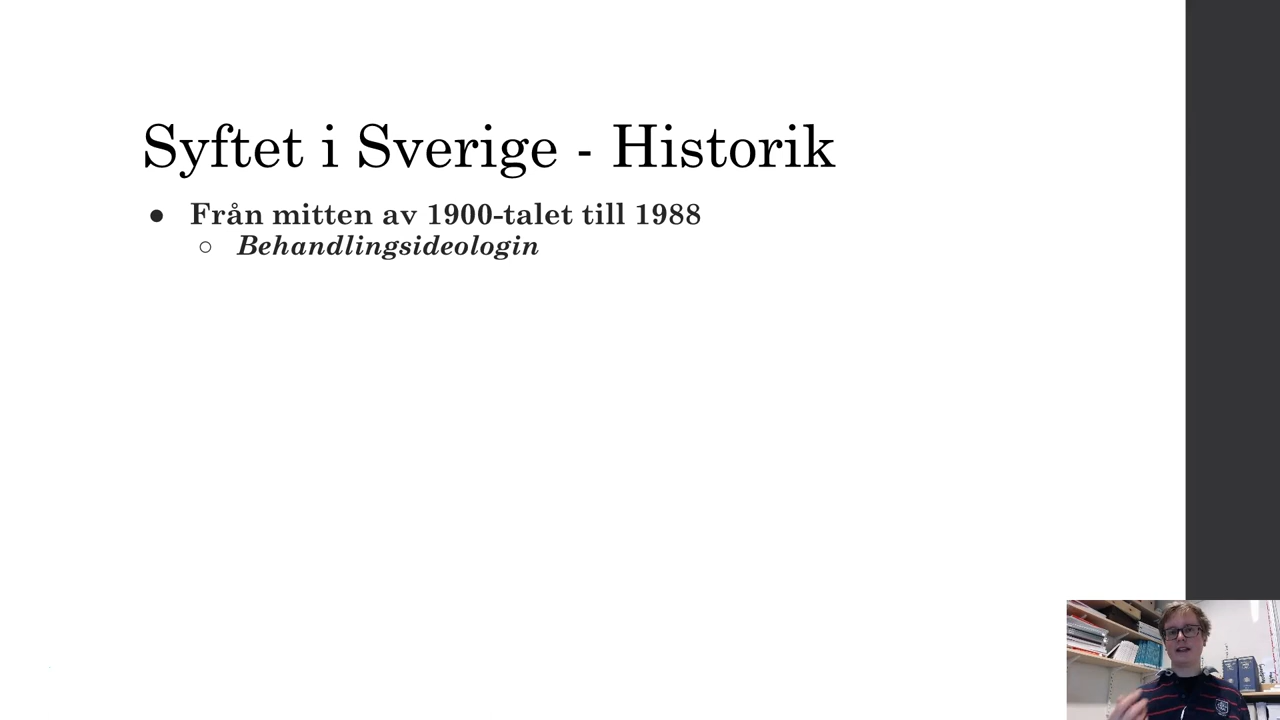 Syftet i Sverige - Historik
● Från mitten av 1900-talet till 1988
○ Behandlingsideologin